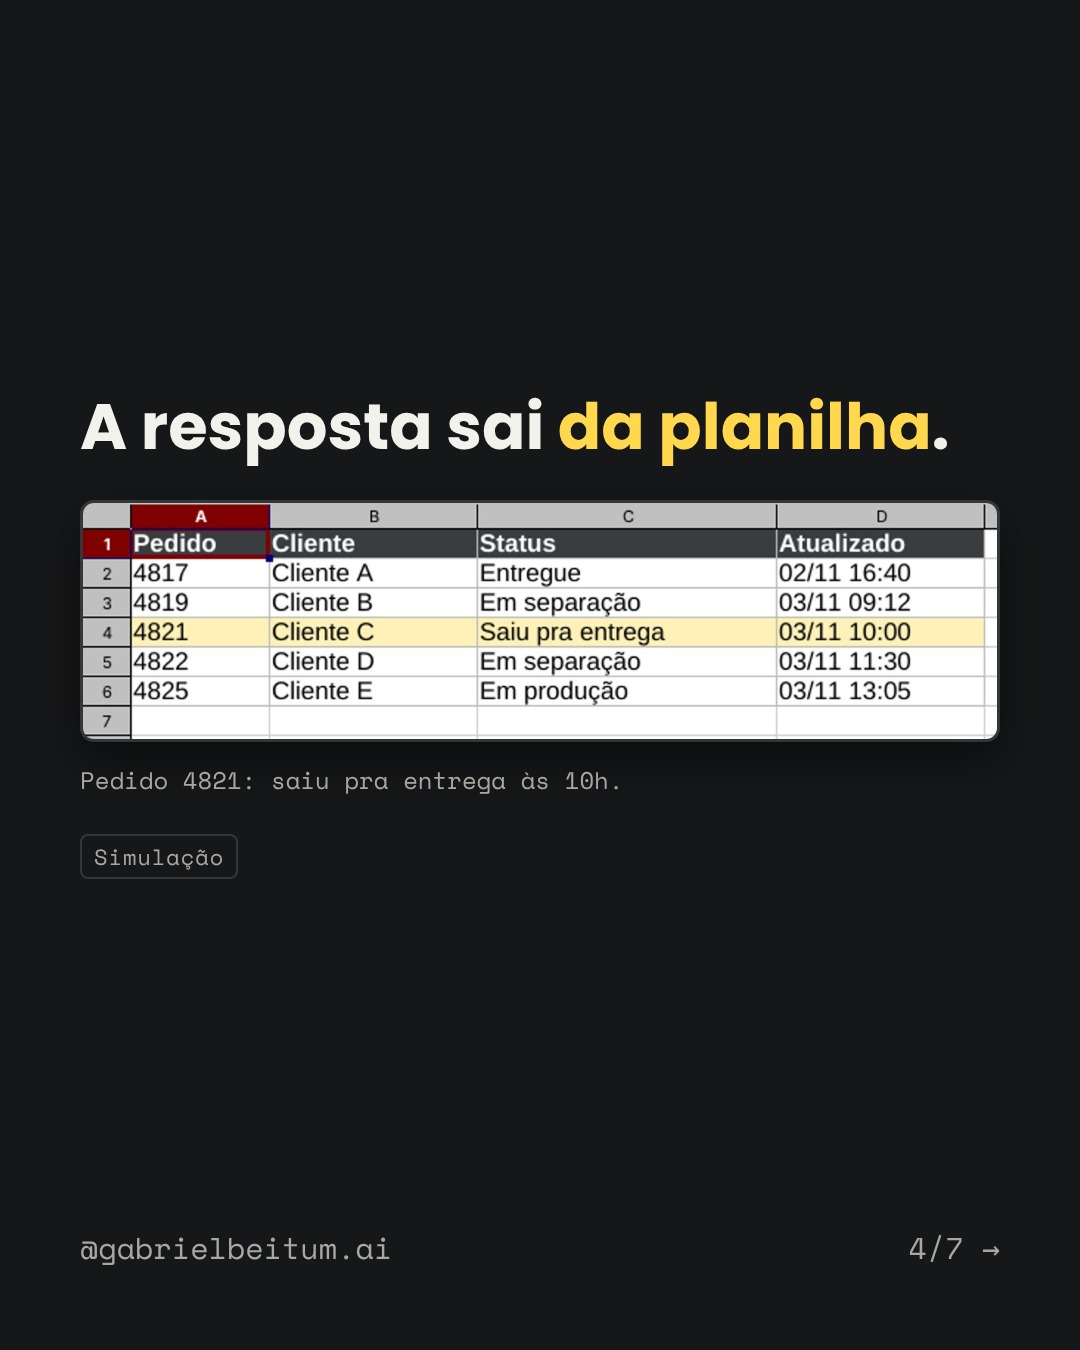 A resposta sai da planilha.
A B C D
1 Pedido Cliente Status Atualizado
2 4817 Cliente A Entregue 02/11 16:40
3 4819 Cliente B Em separação 03/11 09:12
4 4821 Cliente C Saiu pra entrega 03/11 10:00
5 4822 Cliente D Em separação 03/11 11:30
6 4825 Cliente E Em produção 03/11 13:05
7
Pedido 4821: saiu pra entrega às 10h.
Simulação
@gabrielbeitum.ai 4/7 →